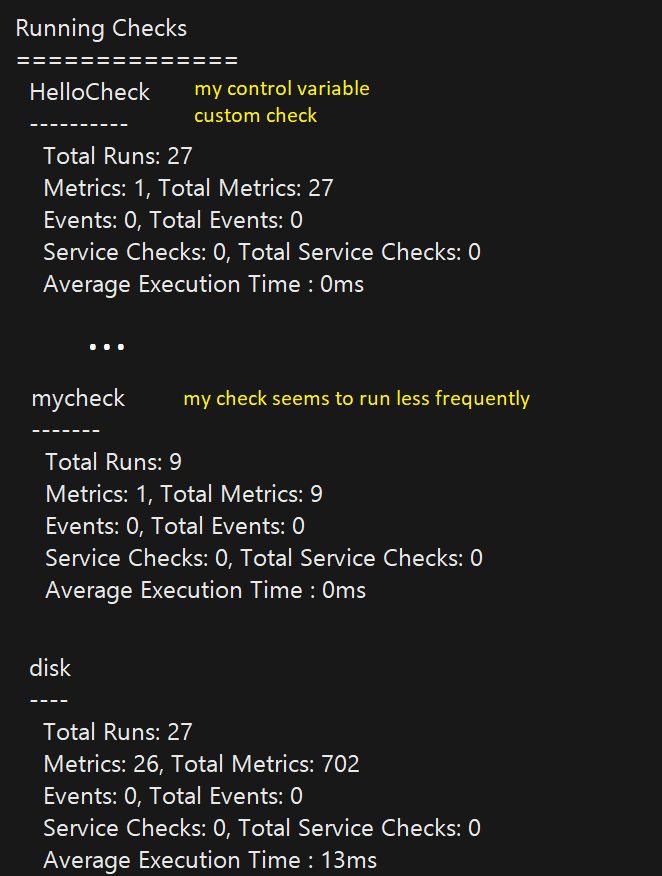 Running Checks
==============
HelloCheck
my control variable
custom check
----------
Total Runs: 27
Metrics: 1, Total Metrics: 27
Events: 0, Total Events: 0
Service Checks: 0, Total Service Checks: 0
Average Execution Time : 0ms
...
mycheck
my check seems to run less frequently
-------
Total Runs: 9
Metrics: 1, Total Metrics: 9
Events: 0, Total Events: 0
Service Checks: 0, Total Service Checks: 0
Average Execution Time : 0ms
disk
----
Total Runs: 27
Metrics: 26, Total Metrics: 702
Events: 0, Total Events: 0
Service Checks: 0, Total Service Checks: 0
Average Execution Time : 13ms